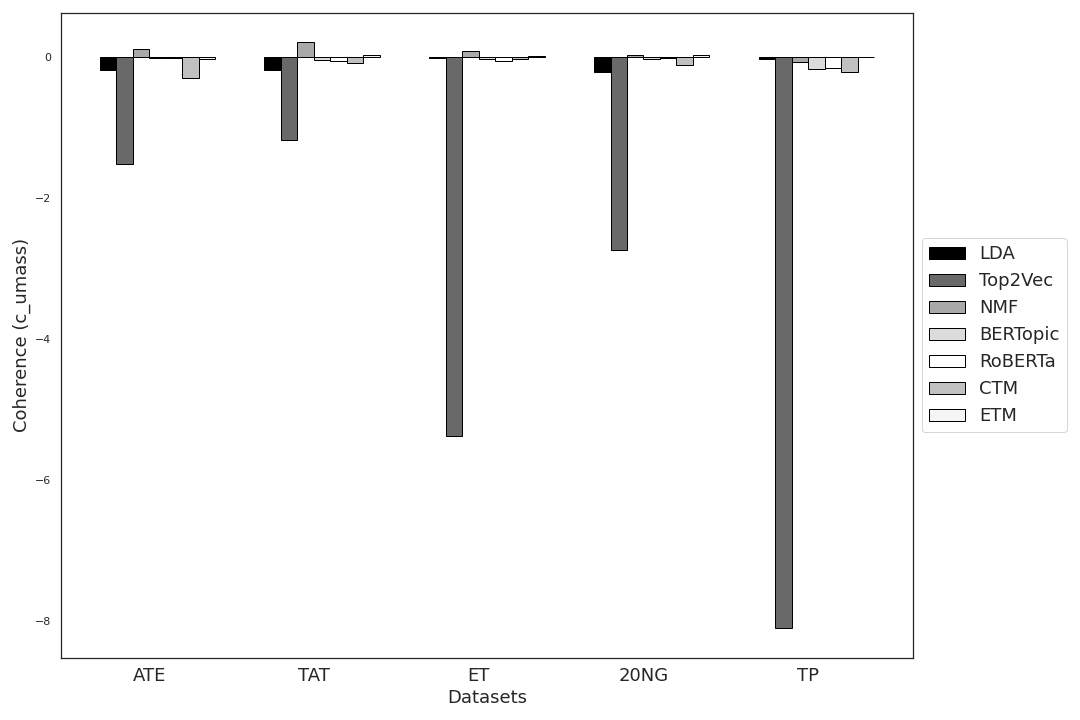 0
−2
−4
−6
−8
Coherence (c_umass)
ATE
TAT
ET
20NG
TP
Datasets
LDA
Top2Vec
NMF
BERTopic
RoBERTa
CTM
ETM